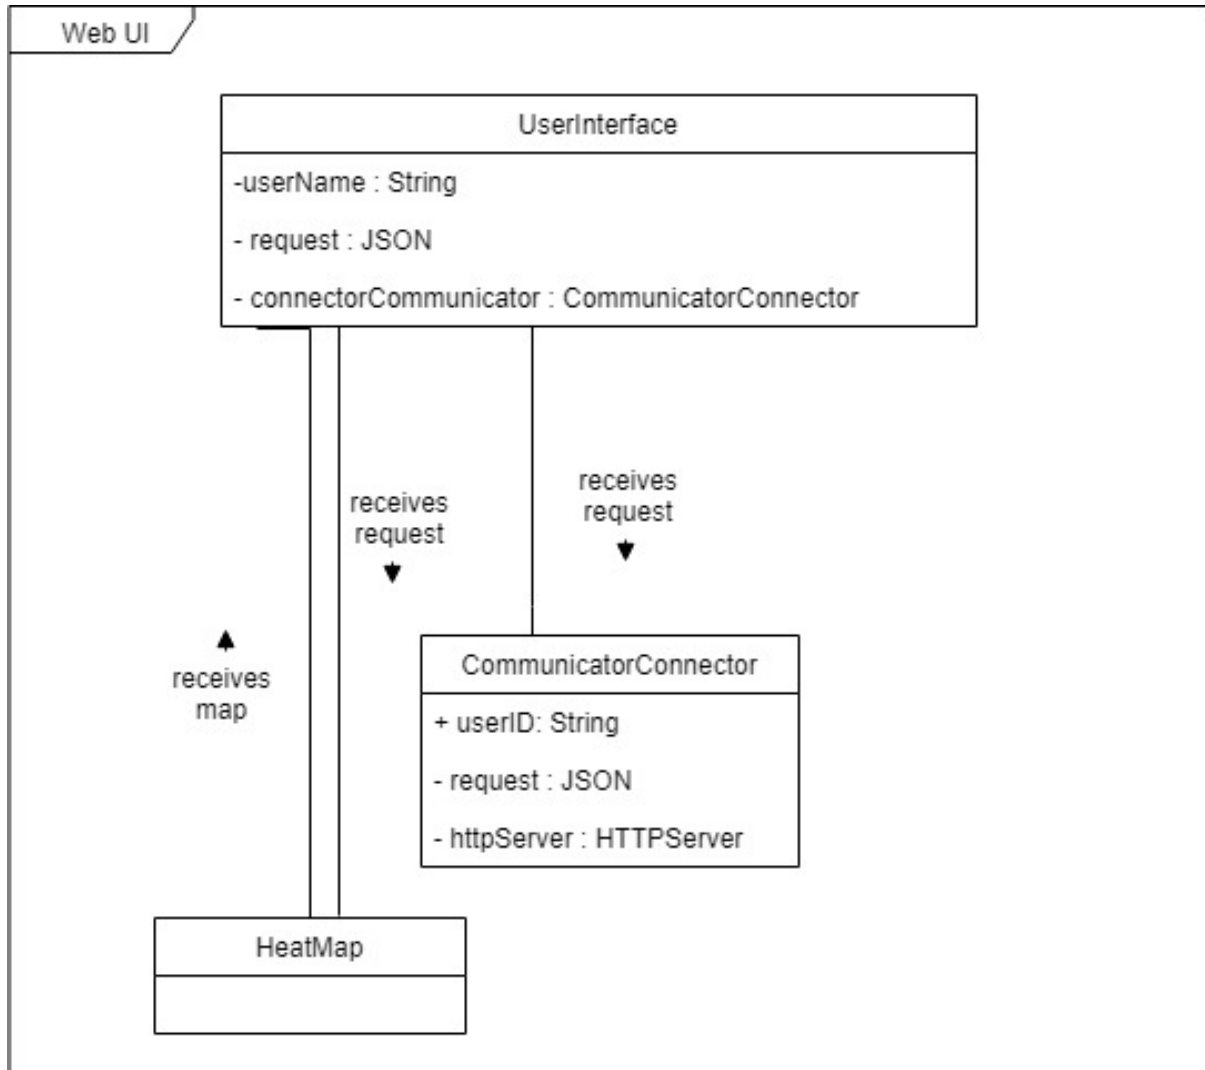 Web UI
UserInterface
-userName : String
- request : JSON
- connectorCommunicator : CommunicatorConnector
receives
request
receives
request
receives
map
CommunicatorConnector
+ userID: String
- request : JSON
- httpServer : HTTPServer
HeatMap